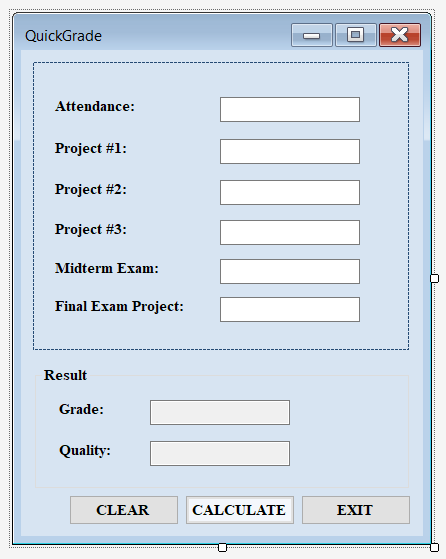 QuickGrade
Attendance:
Project #1:
Project #2:
Project #3:
Midterm Exam:
Final Exam Project:
Result
Grade:
Quality:
CLEAR CALCULATE EXIT